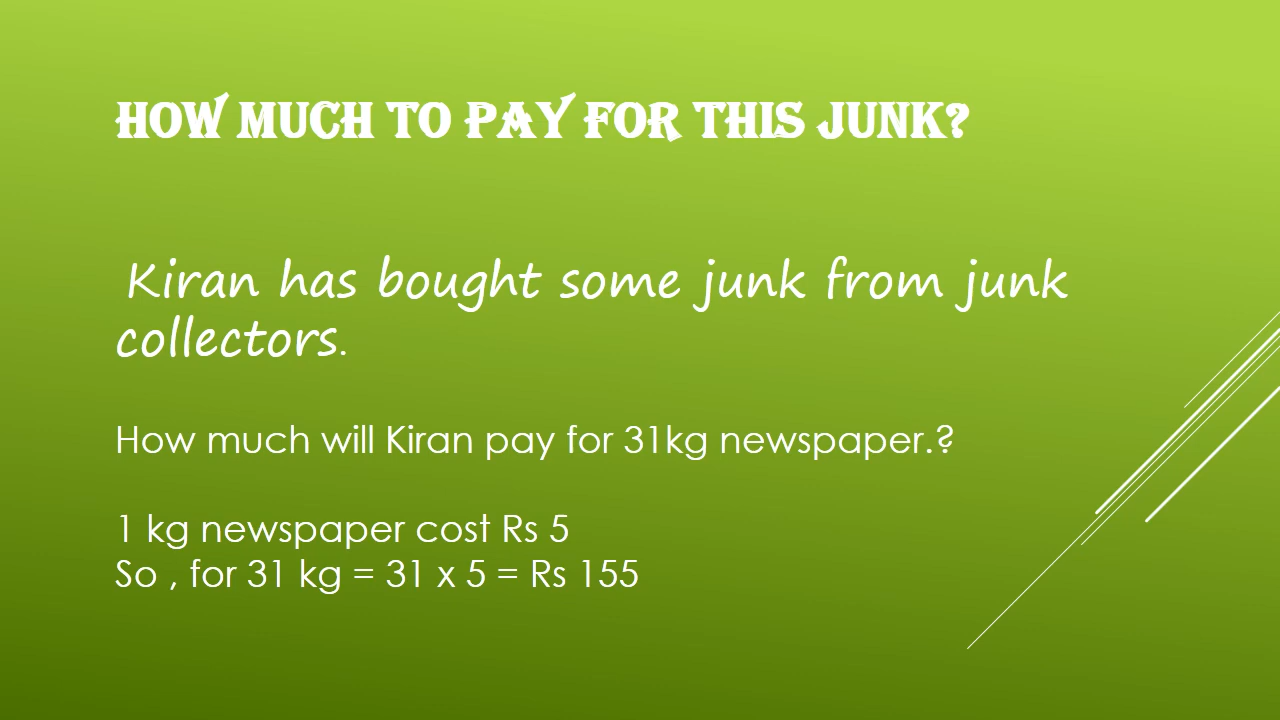 HOW MUCH TO PAY FOR THIS JUNK?
Kiran has bought some junk from junk
collectors.
How much will Kiran pay for 31kg newspaper.?
1 kg newspaper cost Rs 5
So , for 31 kg = 31 x 5 = Rs 155